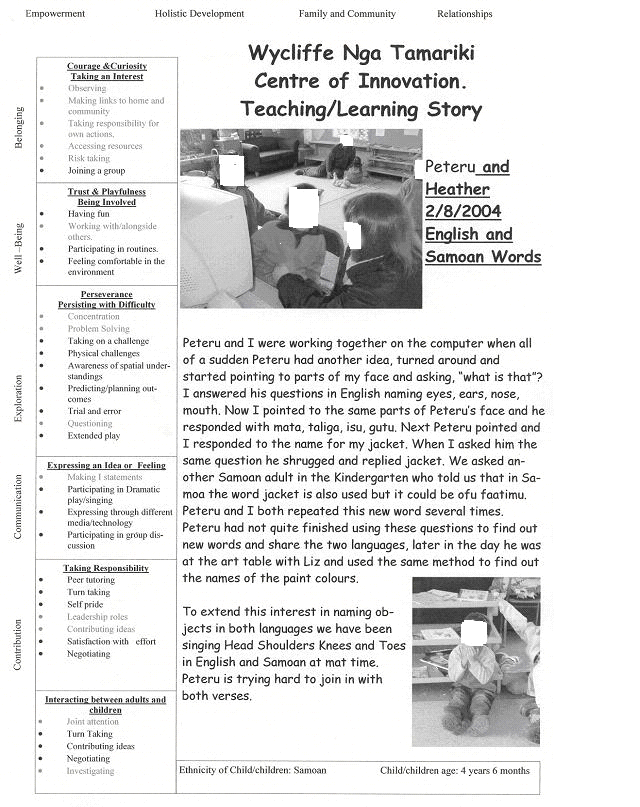 Empowerment Holistic Development Family and Community Relationships
Wycliffe Nga Tamariki
Centre of Innovation.
Teaching/Learning Story
Belonging
Courage &Curiosity
Taking an Interest
• Observing
• Making links to home and
community
• Taking responsibility for
own actions.
• Accessing resources
• Risk taking
• Joining a group
Well –Being
Trust & Playfulness
Being Involved
• Having fun
• Working with/alongside
others.
• Participating in routines.
• Feeling comfortable in the
environment
Exploration
Perseverance
Persisting with Difficulty
• Concentration
• Problem Solving
• Taking on a challenge
• Physical challenges
• Awareness of spatial under-
standings
• Predicting/planning out-
comes
• Trial and error
• Questioning
• Extended play
Communication
Expressing an Idea or Feeling
• Making I statements
• Participating in Dramatic
play/singing
• Expressing through different
media/technology
• Participating in group dis-
cussion
Contribution
Taking Responsibility
• Peer tutoring
• Turn taking
• Self pride
• Leadership roles
• Contributing ideas
• Satisfaction with effort
• Negotiating
Interacting between adults and
children
• Joint attention
• Turn Taking
• Contributing ideas
• Negotiating
• Investigating
Peteru and
Heather
2/8/2004
English and
Samoan Words
Peteru and I were working together on the computer when all
of a sudden Peteru had another idea, turned around and
started pointing to parts of my face and asking, “what is that”?
I answered his questions in English naming eyes, ears, nose,
mouth. Now I pointed to the same parts of Peteru’s face and he
responded with mata, taliga, isu, gutu. Next Peteru pointed and
I responded to the name for my jacket. When I asked him the
same question he shrugged and replied jacket. We asked an-
other Samoan adult in the Kindergarten who told us that in Sa-
moa the word jacket is also used but it could be ofu faatimu.
Peteru and I both repeated this new word several times.
Peteru had not quite finished using these questions to find out
new words and share the two languages, later in the day he was
at the art table with Liz and used the same method to find out
the names of the paint colours.
To extend this interest in naming ob-
jects in both languages we have been
singing Head Shoulders Knees and Toes
in English and Samoan at mat time.
Peteru is trying hard to join in with
both verses.
Ethnicity of Child/children: Samoan Child/children age: 4 years 6 months